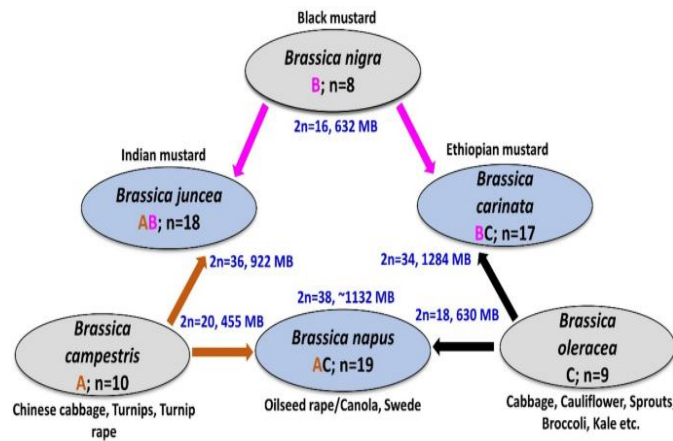 Black mustard
Brassica nigra
B; n=8
2n=16, 632 MB
Indian mustard
Ethiopian mustard
Brassica juncea
AB; n=18
Brassica
carinata
BC; n=17
2n=36, 922 MB
2n=34, 1284 MB
2n=38, ~1132 MB
2n=20, 455 MB
2n=18, 630 MB
Brassica
campestris
A; n=10
Brassica napus
AC; n=19
Brassica
oleracea
C; n=9
Chinese cabbage, Turnips, Turnip
rape
Oilseed rape/Canola, Swede
Cabbage, Cauliflower, Sprouts,
Broccoli, Kale etc.